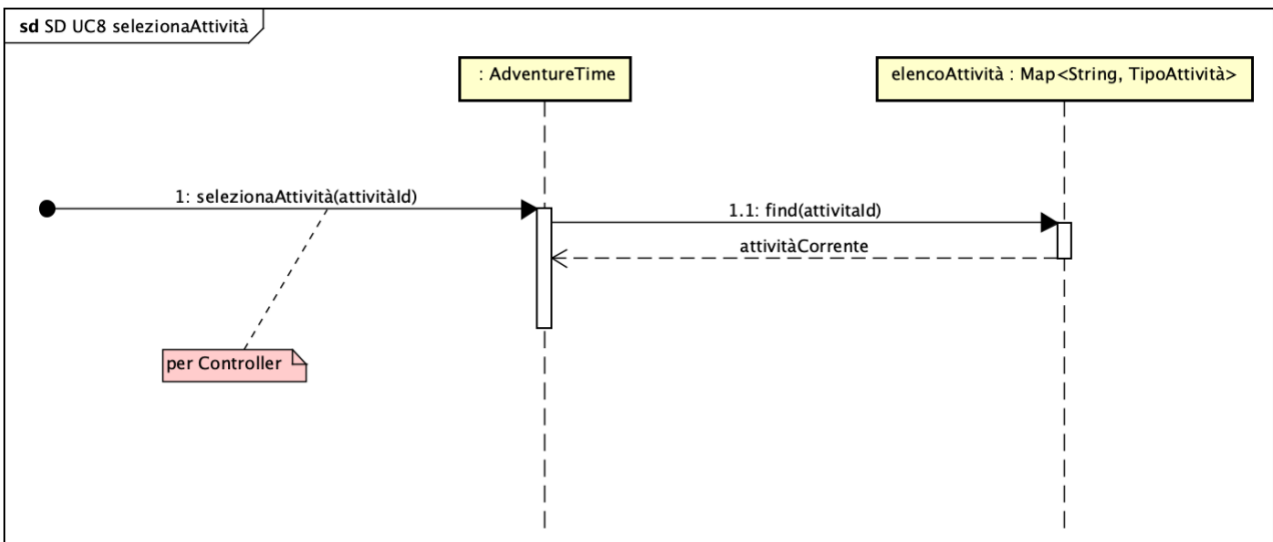 sd SD UC8 selezionaAttività
: AdventureTime
elencoAttività : Map<String, TipoAttività>
1: selezionaAttività(attivitàId)
1.1: find(attivitaId)
attivitàCorrente
per Controller